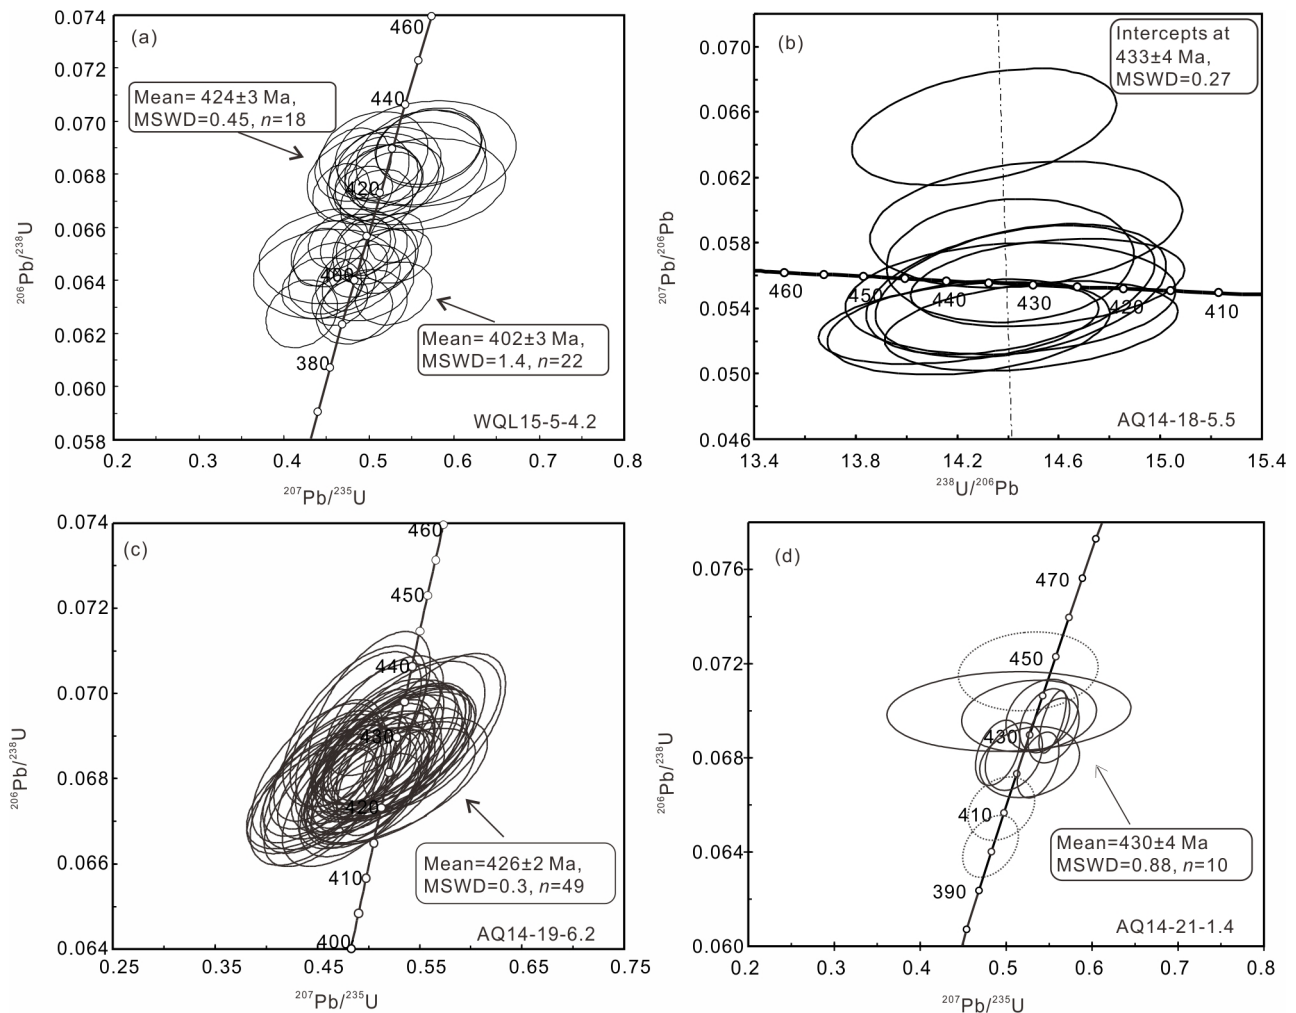 (a)
0.074
0.072
0.070
0.068
0.066
0.064
0.062
0.060
0.058
460
440
420
400
380
Mean= 424±3 Ma,
MSWD=0.45, n=18
Mean= 402±3 Ma,
MSWD=1.4, n=22
WQL15-5-4.2
0.2 0.3 0.4 0.5 0.6 0.7 0.8
²⁰⁶Pb/²³⁸U
²⁰⁷Pb/²³⁵U
(b)
Intercepts at
433±4 Ma,
MSWD=0.27
0.070
0.066
0.062
0.058
0.054
0.050
0.046
460 450 440 430 420 410
AQ14-18-5.5
13.4 13.8 14.2 14.6 15.0 15.4
²⁰⁷Pb/²⁰⁶Pb
²³⁸U/²⁰⁶Pb
(c)
0.074
0.072
0.070
0.068
0.066
0.064
460
450
440
430
420
410
400
Mean=426±2 Ma,
MSWD=0.3, n=49
AQ14-19-6.2
0.25 0.35 0.45 0.55 0.65 0.75
²⁰⁶Pb/²³⁸U
²⁰⁷Pb/²³⁵U
(d)
0.076
0.072
0.068
0.064
0.060
470
450
430
410
390
Mean=430±4 Ma
MSWD=0.88, n=10
AQ14-21-1.4
0.2 0.3 0.4 0.5 0.6 0.7 0.8
²⁰⁶Pb/²³⁸U
²⁰⁷Pb/²³⁵U